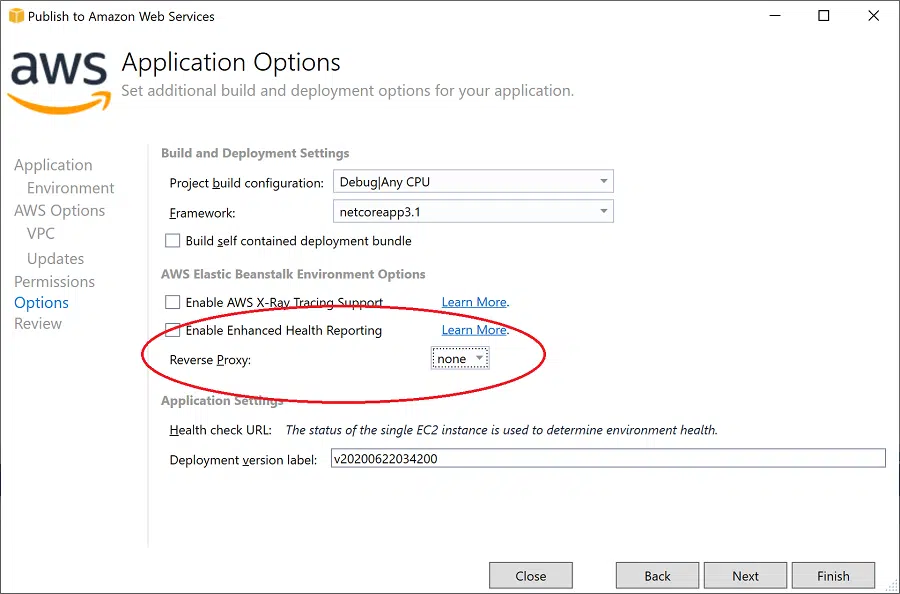 Publish to Amazon Web Services
aws
Application Options
Set additional build and deployment options for your application.
Application
Environment
AWS Options
VPC
Updates
Permissions
Options
Review
Build and Deployment Settings
Project build configuration: Debug|Any CPU
Framework: netcoreapp3.1
Build self contained deployment bundle
AWS Elastic Beanstalk Environment Options
Enable AWS X-Ray Tracing Support Learn More.
Enable Enhanced Health Reporting Learn More.
Reverse Proxy: none
Application Settings
Health check URL: The status of the single EC2 instance is used to determine environment health.
Deployment version label: v20200622034200
Close Back Next Finish